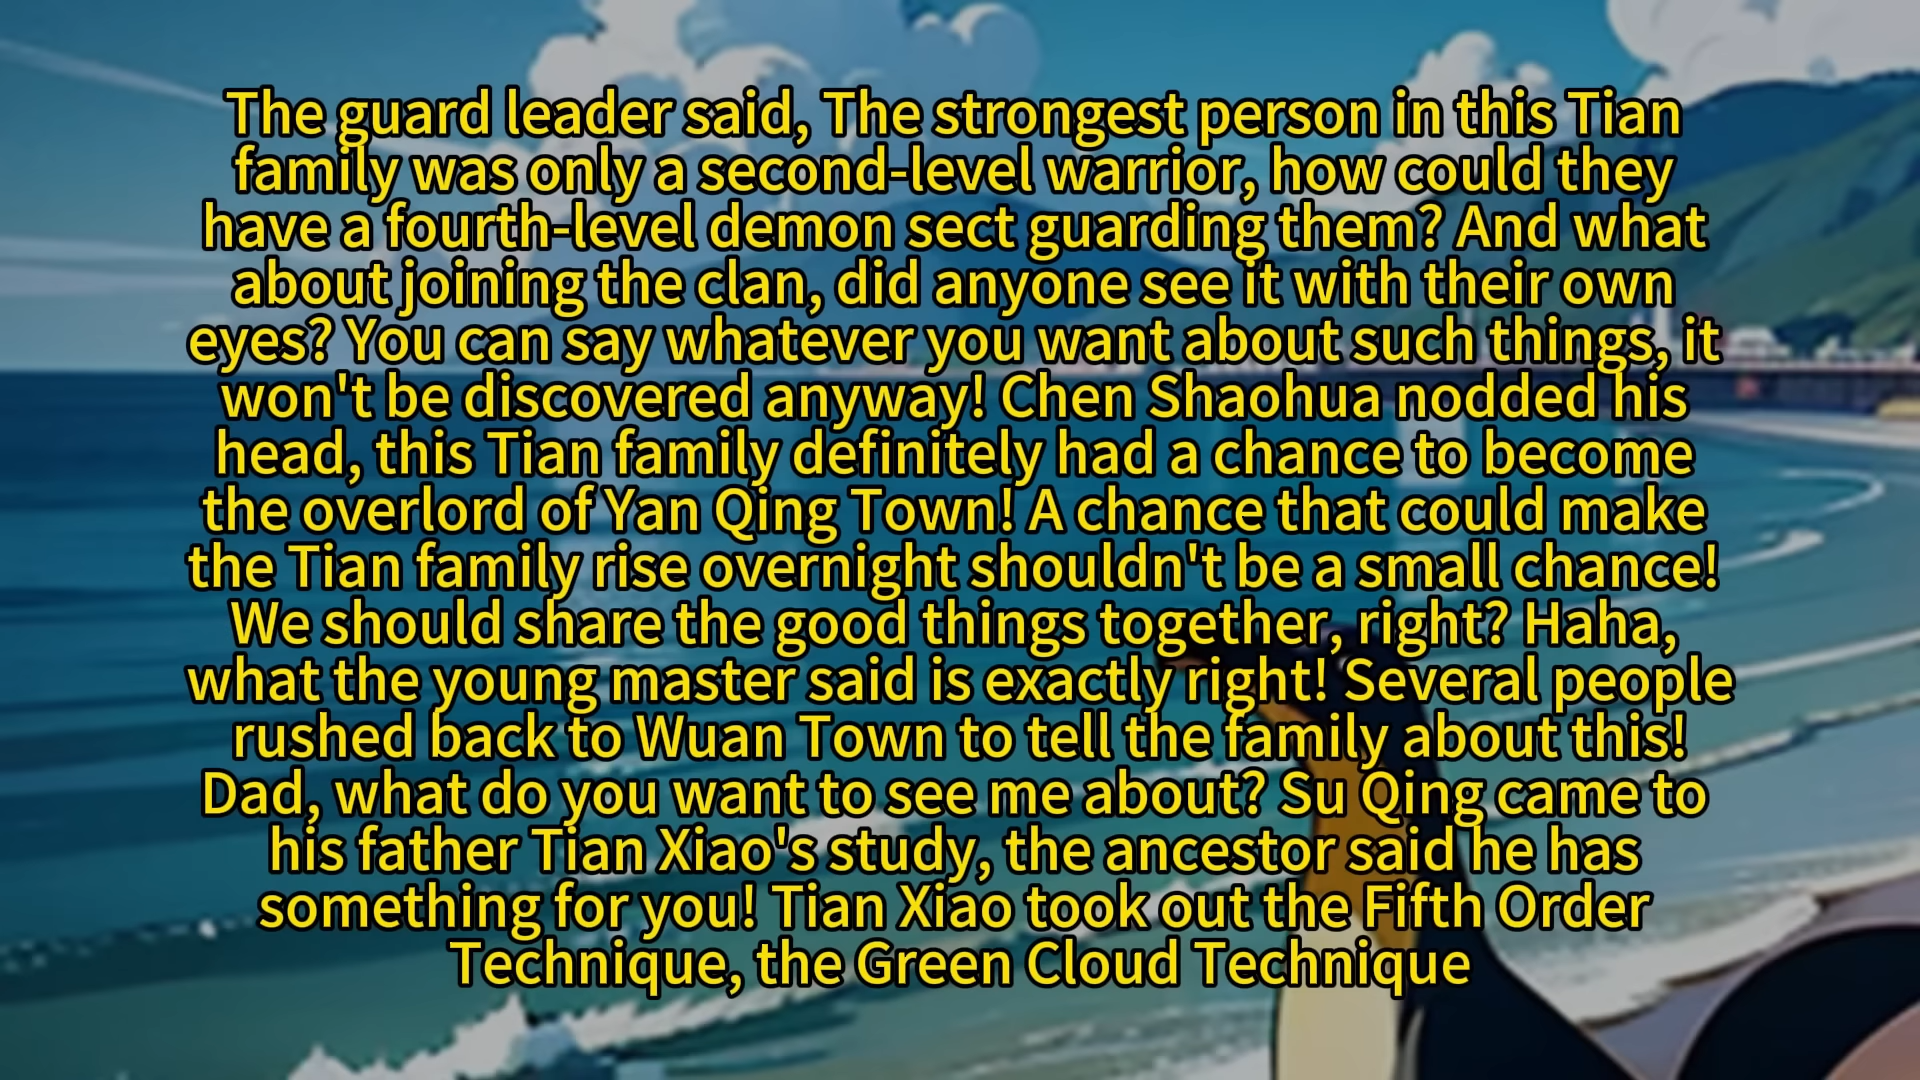 The guard leader said, The strongest person in this Tian
family was only a second-level warrior, how could they
have a fourth-level demon sect guarding them? And what
about joining the clan, did anyone see it with their own
eyes? You can say whatever you want about such things, it
won't be discovered anyway! Chen Shaohua nodded his
head, this Tian family definitely had a chance to become
the overlord of Yan Qing Town! A chance that could make
the Tian family rise overnight shouldn't be a small chance!
We should share the good things together, right? Haha,
what the young master said is exactly right! Several people
rushed back to Wuan Town to tell the family about this!
Dad, what do you want to see me about? Su Qing came to
his father Tian Xiao's study, the ancestor said he has
something for you! Tian Xiao took out the Fifth Order
Technique, the Green Cloud Technique